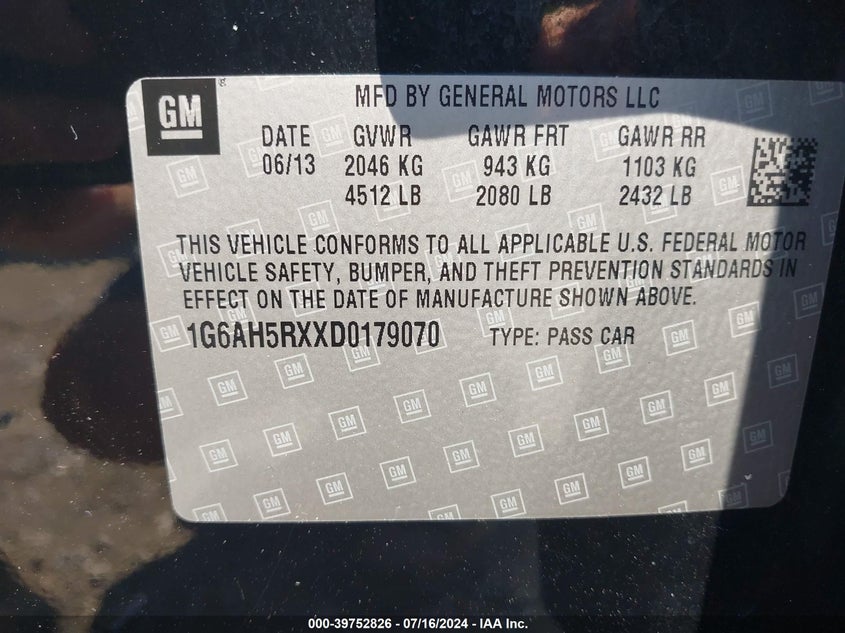 GM
MFD BY GENERAL MOTORS LLC
DATE GVWR GAWR FRT GAWR RR
06/13 2046 KG 943 KG 1103 KG
4512 LB 2080 LB 2432 LB
THIS VEHICLE CONFORMS TO ALL APPLICABLE U.S. FEDERAL MOTOR
VEHICLE SAFETY, BUMPER, AND THEFT PREVENTION STANDARDS IN
EFFECT ON THE DATE OF MANUFACTURE SHOWN ABOVE.
1G6AH5RXXD0179070 TYPE: PASS CAR
000-39752826 / 07/16/2024 - IAA Inc.